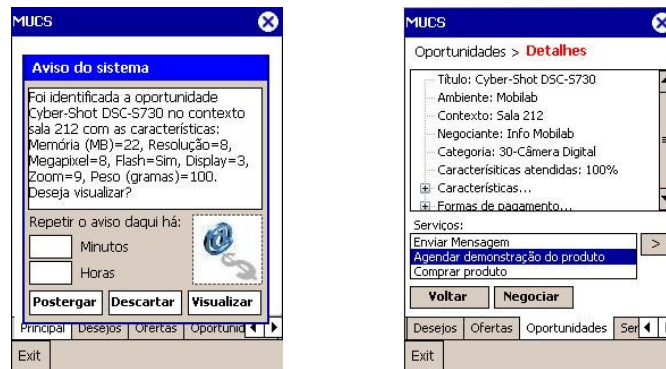 MUCS
Aviso do sistema
Foi identificada a oportunidade
Cyber-Shot DSC-S730 no contexto
sala 212 com as características:
Memória (MB)=22, Resolução=8,
Megapixel=8, Flash=Sim, Display=3,
Zoom=9, Peso (gramas)=100.
Deseja visualizar?
Repetir o aviso daqui há:
Minutos
Horas
Postergar Descartar Visualizar
Principal Desejos Ofertas Oportunid
Exit
MUCS
Oportunidades > Detalhes
Título: Cyber-Shot DSC-S730
Ambiente: Mobilab
Contexto: Sala 212
Negociante: Info Mobilab
Categoria: 30-Câmera Digital
Caracterísiticas atendidas: 100%
Características...
Formas de pagamento...
Serviços:
Enviar Mensagem
Agendar demonstração do produto
Comprar produto
>
Voltar Negociar
Desejos Ofertas Oportunidades Ser
Exit